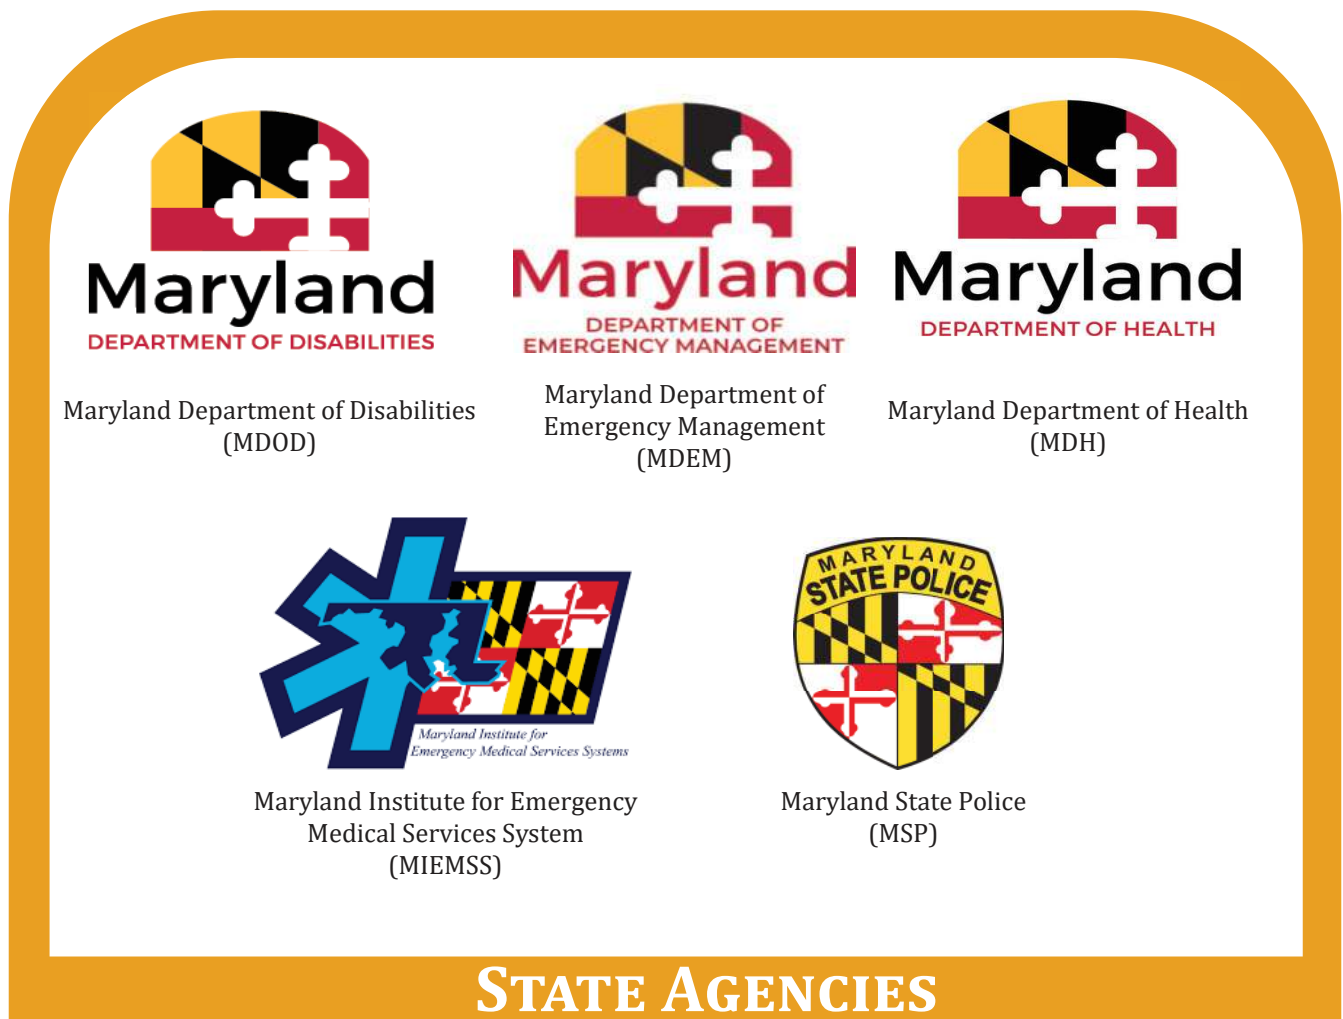 Maryland
DEPARTMENT OF DISABILITIES
Maryland Department of Disabilities
(MDOD)
Maryland
DEPARTMENT OF
EMERGENCY MANAGEMENT
Maryland Department of
Emergency Management
(MDEM)
Maryland
DEPARTMENT OF HEALTH
Maryland Department of Health
(MDH)
Maryland Institute for
Emergency Medical Services Systems
Maryland Institute for Emergency
Medical Services System
(MIEMSS)
MARYLAND
STATE POLICE
Maryland State Police
(MSP)
STATE AGENCIES